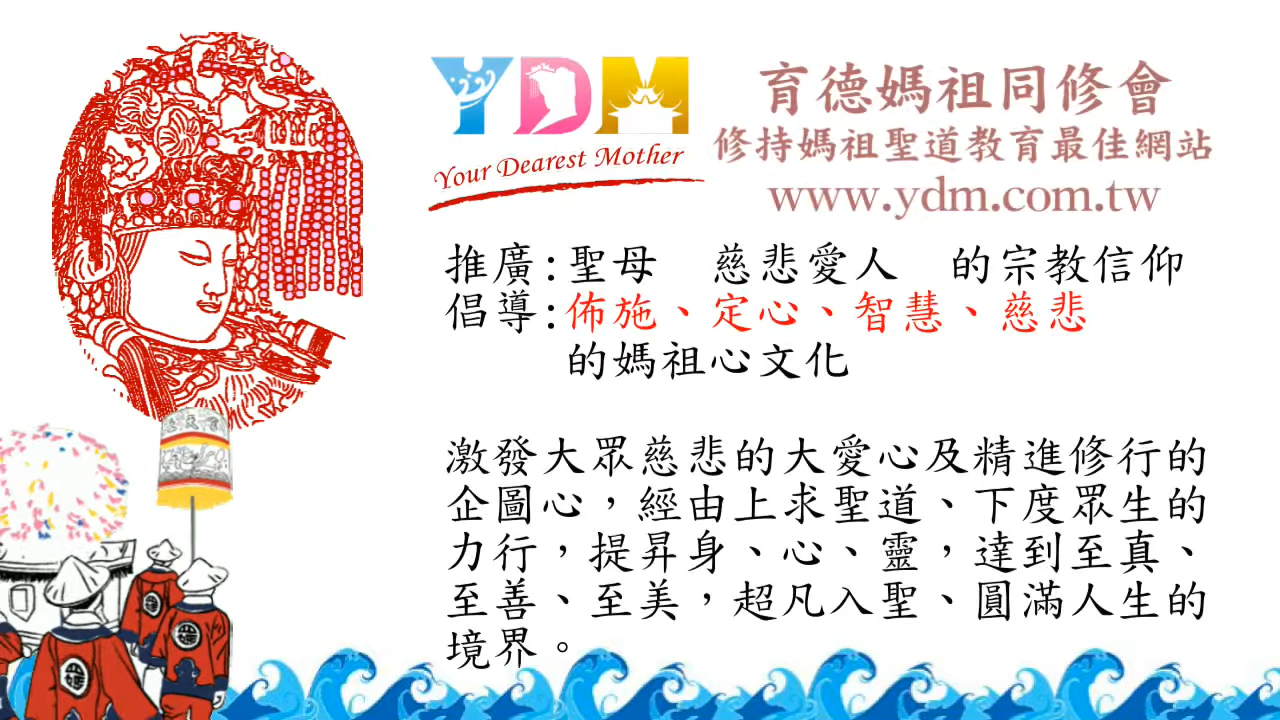 YDM
Your Dearest Mother
育德媽祖同修會
修持媽祖聖道教育最佳網站
www.ydm.com.tw
推廣:聖母 慈悲愛人 的宗教信仰
倡導:佈施、定心、智慧、慈悲
的媽祖心文化
激發大眾慈悲的大愛心及精進修行的
企圖心，經由上求聖道、下度眾生的
力行，提昇身、心、靈，達到至真、
至善、至美，超凡入聖、圓滿人生的
境界。